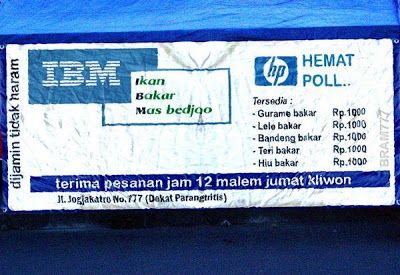 dijamin tidak haram
IBM
Ikan
Bakar
Mas bedjoo
hp
HEMAT
POLL..
Tersedia :
- Gurame bakar Rp.1000
- Lele bakar Rp.1000
- Bandeng bakar Rp.1000
- Teri bakar Rp.1000
- Hiu bakar Rp.1000
terima pesanan jam 12 malem jumat kliwon
Jl. Jogjakatro No.777 (Dekat Parangtritis)
BRAM777